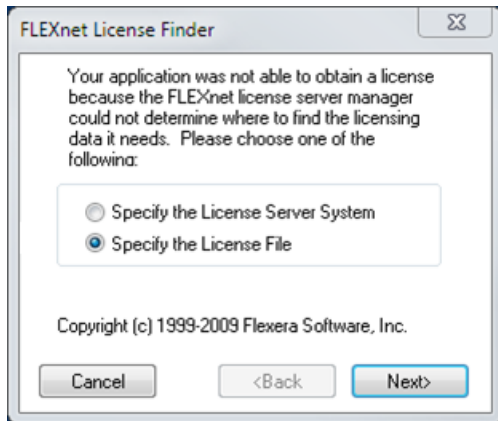 FLEXnet License Finder
Your application was not able to obtain a license
because the FLEXnet license server manager
could not determine where to find the licensing
data it needs. Please choose one of the
following:
Specify the License Server System
Specify the License File
Copyright (c) 1999-2009 Flexera Software, Inc.
Cancel
<Back
Next>